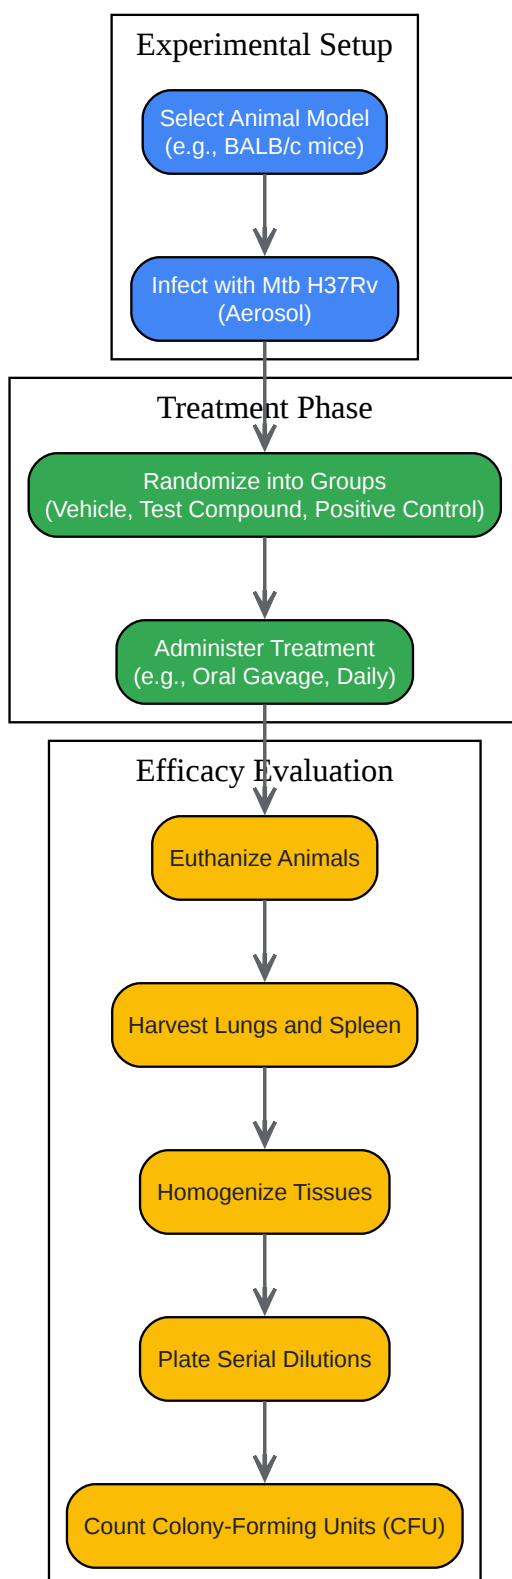 Experimental Setup
Select Animal Model
(e.g., BALB/c mice)
Infect with Mtb H37Rv
(Aerosol)
Treatment Phase
Randomize into Groups
(Vehicle, Test Compound, Positive Control)
Administer Treatment
(e.g., Oral Gavage, Daily)
Efficacy Evaluation
Euthanize Animals
Harvest Lungs and Spleen
Homogenize Tissues
Plate Serial Dilutions
Count Colony-Forming Units (CFU)